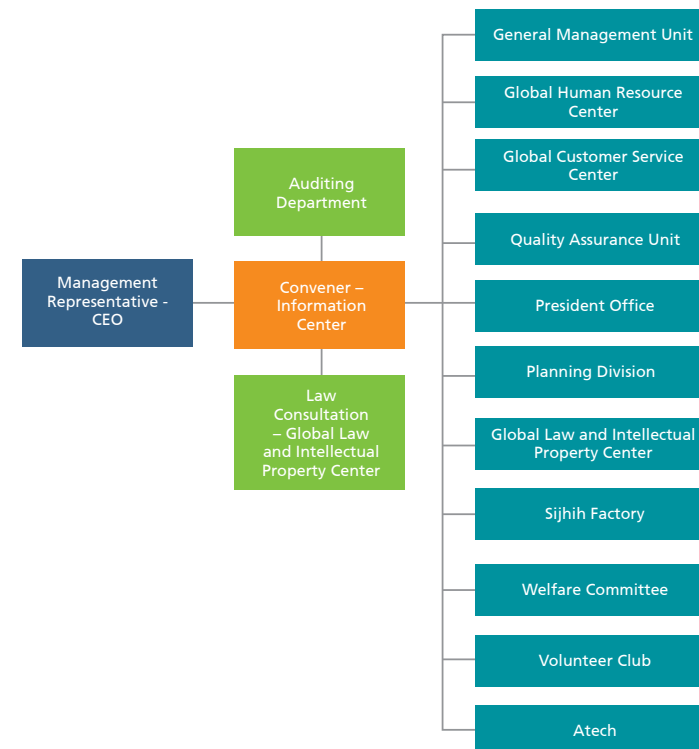 Management
Representative -
CEO
Auditing
Department
Convener –
Information
Center
Law
Consultation
– Global Law
and Intellectual
Property Center
General Management Unit
Global Human Resource
Center
Global Customer Service
Center
Quality Assurance Unit
President Office
Planning Division
Global Law and Intellectual
Property Center
Sijhih Factory
Welfare Committee
Volunteer Club
Atech